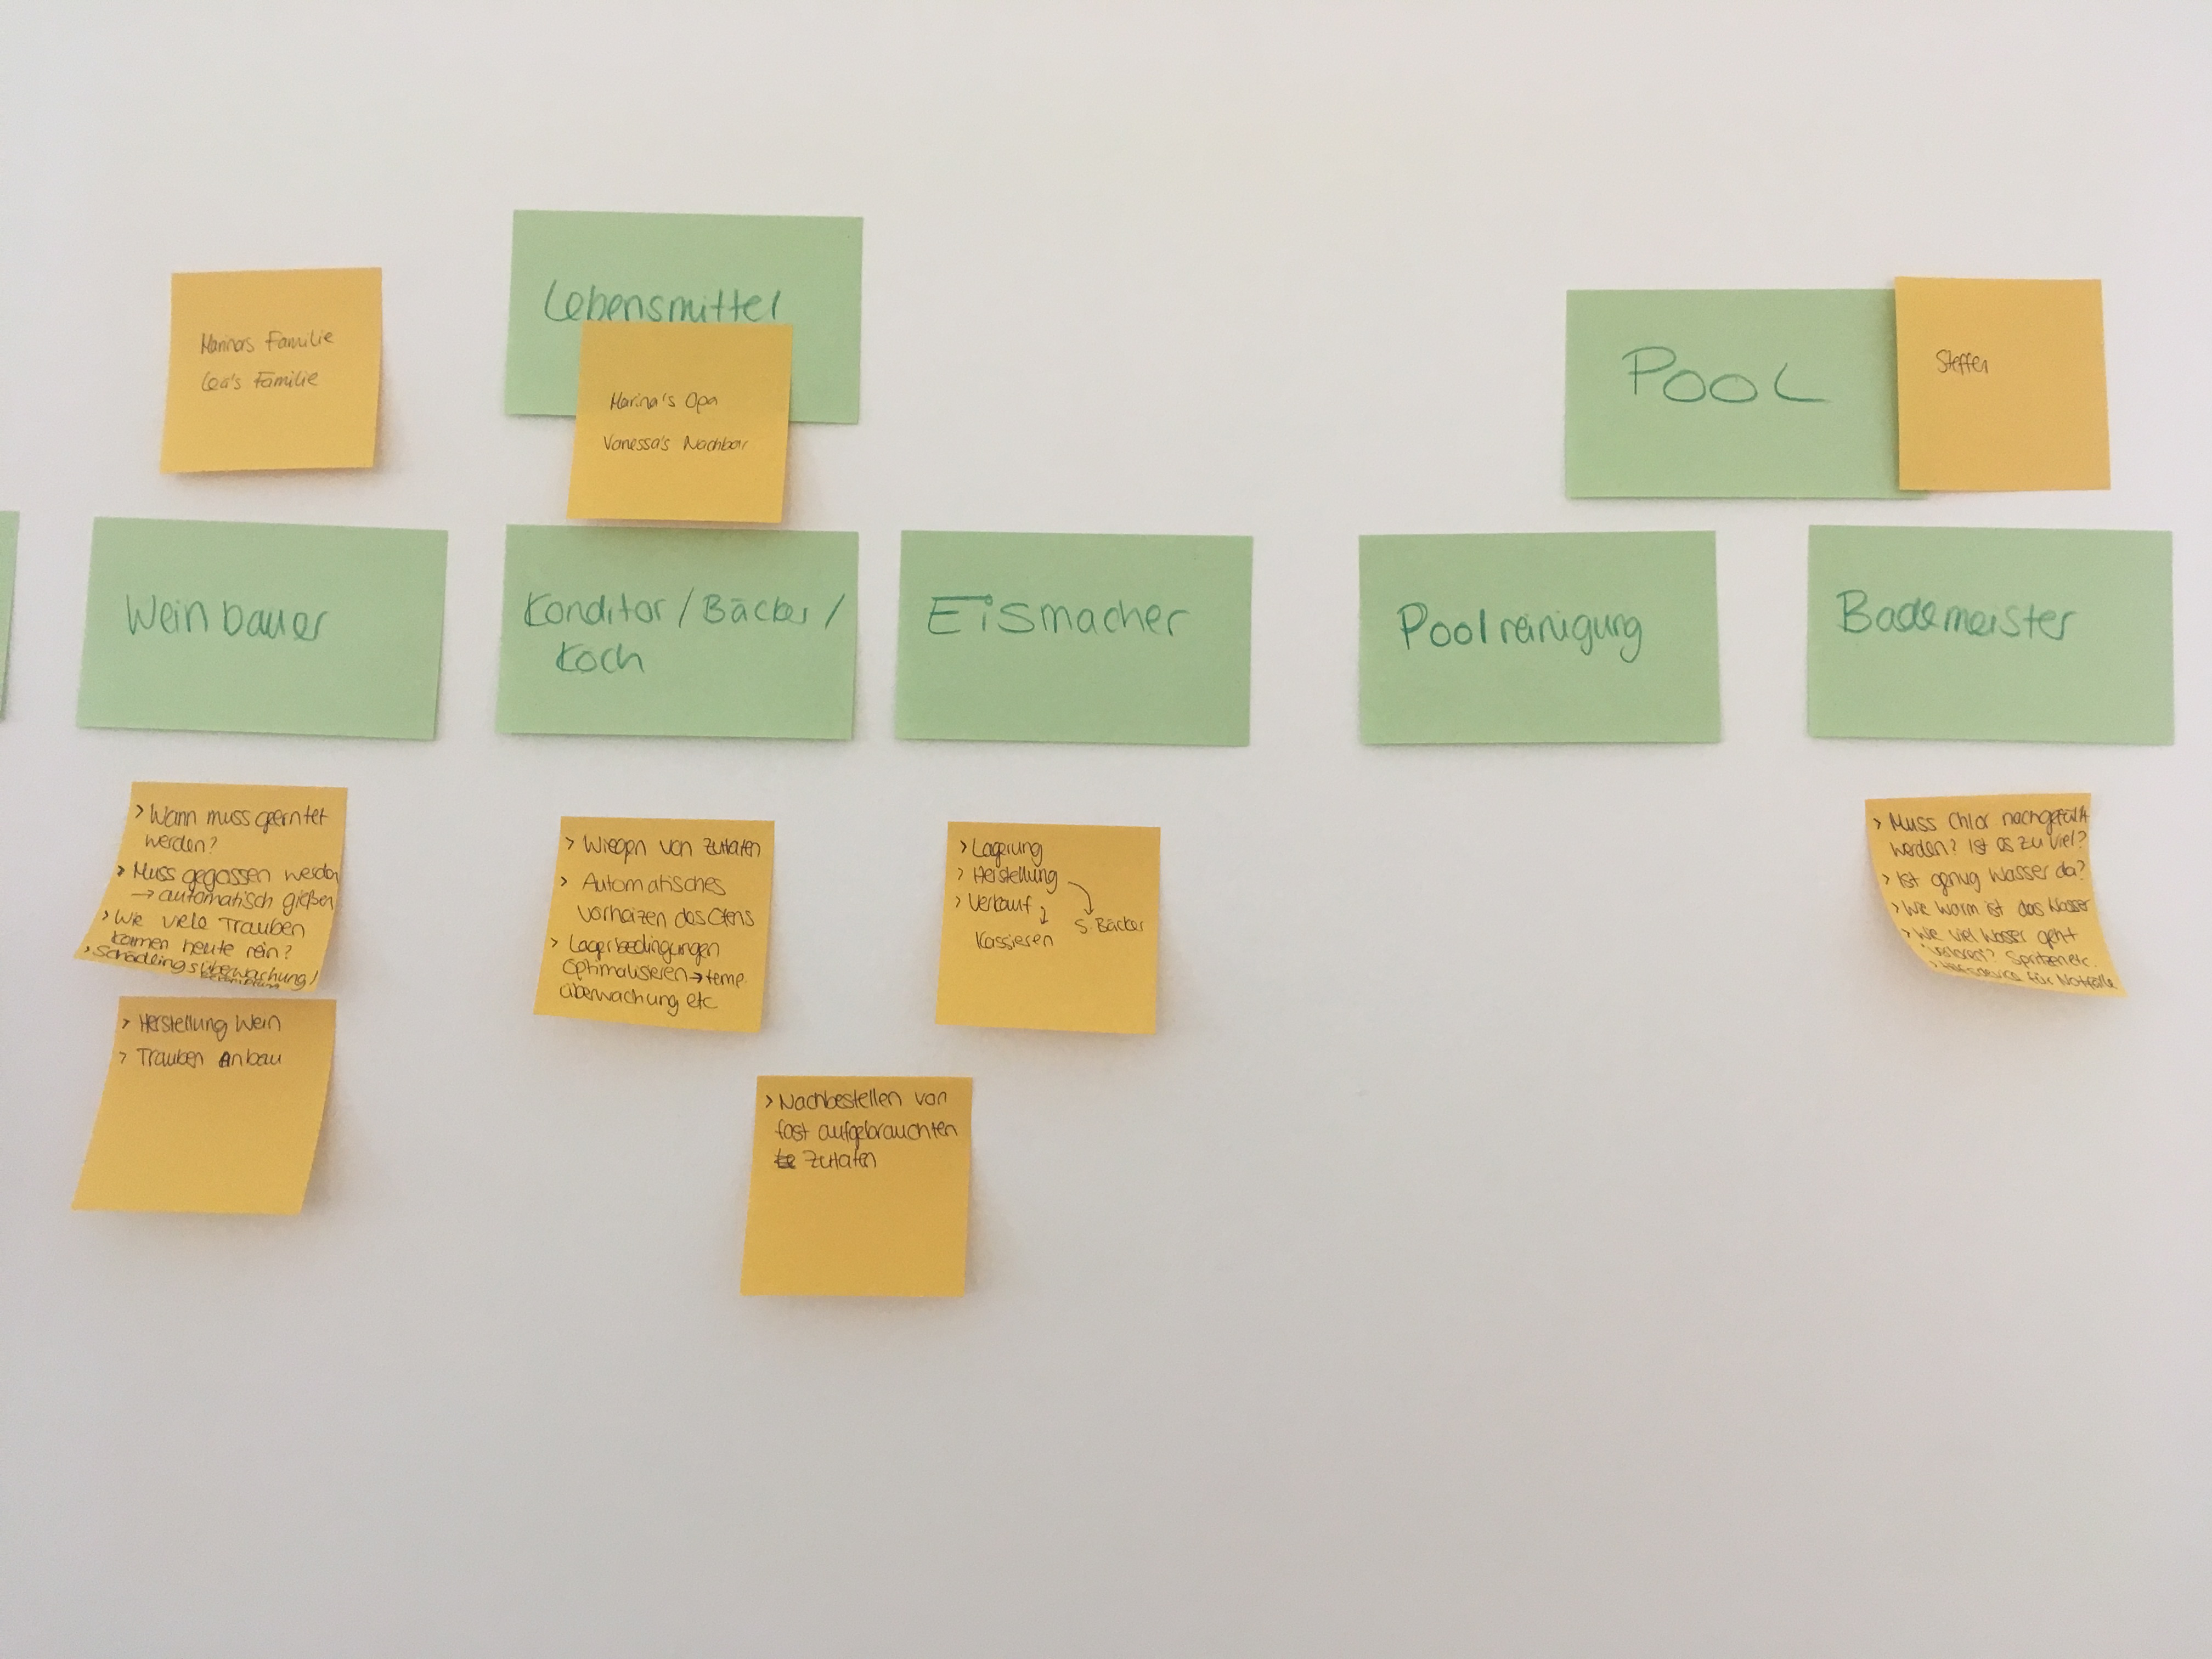 Lebensmittel
Marina's Opa
Vanessa's Nachbar
Familie
Lea's Familie
POOL
Steffen
Weinbauer
Konditor / Bäcker /
Koch
Eismacher
Poolreinigung
Bademeister
> Wann muss geerntet
werden?
> Muss gegossen werden
→ automatisch gießen
> Wie viele Trauben
kommen heute rein?
> Schädlingsüberwachung/
> Herstellung Wein
> Trauben Anbau
> Wiegen von Zutaten
> Automatisches
vorheizen des Ofens
> Lagerbedingungen
Optimalisieren → temp.
überwachung etc
> Lagerung
> Herstellung
> Verkauf
Kassieren
s. Bäcker
> Nachbestellen von
fast aufgebrauchten
Zutaten
> Muss Chlor nachgefüllt
werden? Ist es zu viel?
> Ist genug Wasser da?
> Wie warm ist das Wasser
> Wie viel Wasser geht
verloren? Spritzen etc.
für Notfälle